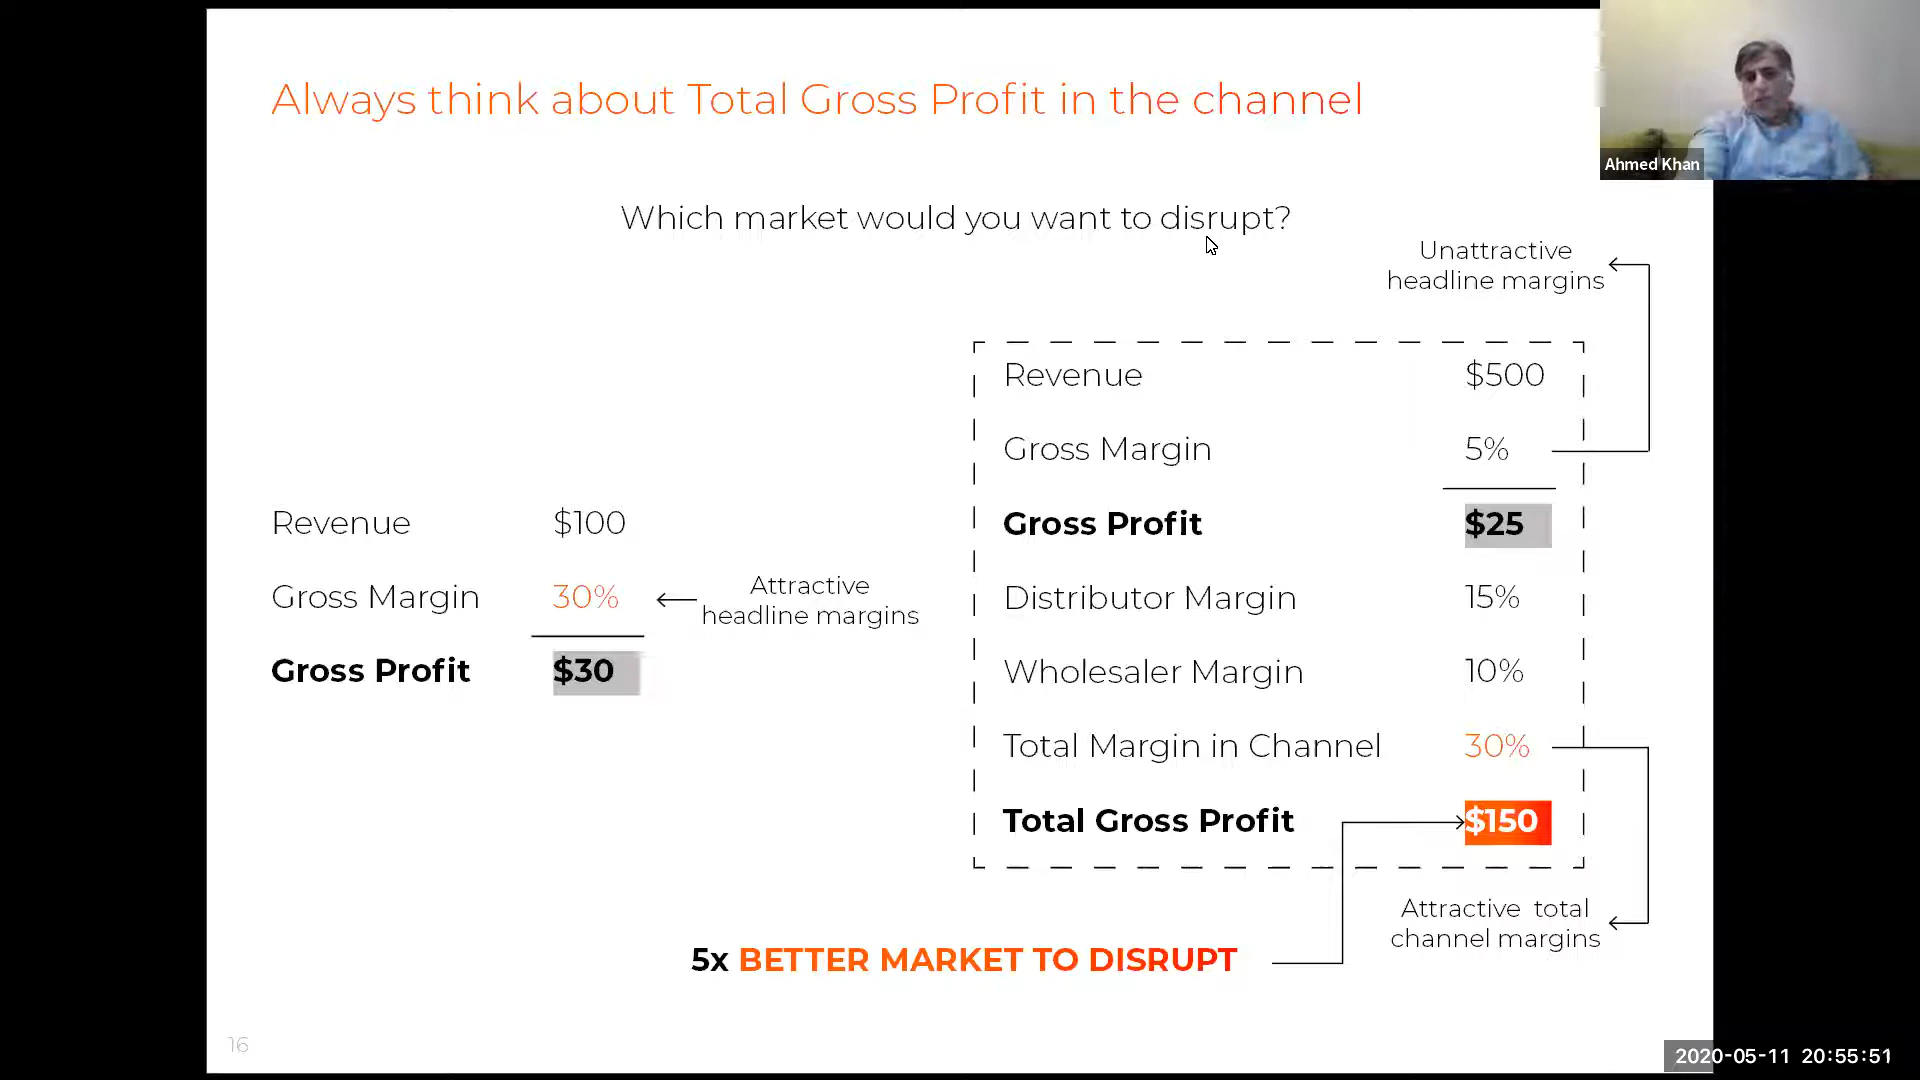 Always think about Total Gross Profit in the channel
Ahmed Khan
Which market would you want to disrupt?
Unattractive
headline margins
Revenue $100
Gross Margin 30%
Gross Profit $30
Attractive
headline margins
Revenue $500
Gross Margin 5%
Gross Profit $25
Distributor Margin 15%
Wholesaler Margin 10%
Total Margin in Channel 30%
Total Gross Profit $150
Attractive total
channel margins
5x BETTER MARKET TO DISRUPT
16
2020-05-11 20:55:51